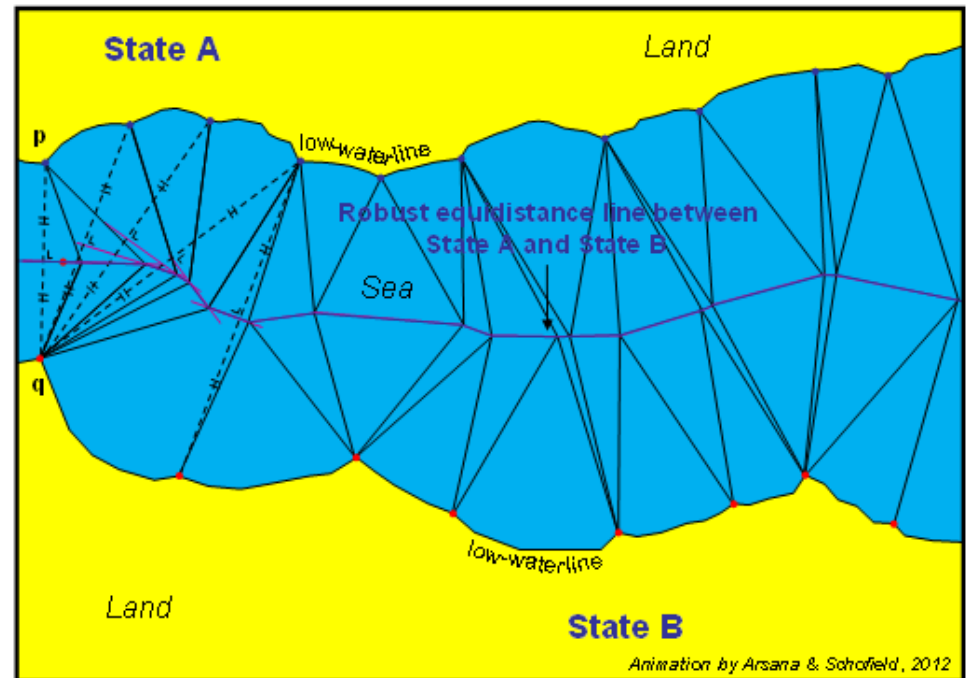 State A
Land
p
low-waterline
Robust equidistance line between
State A and State B
Sea
q
low-waterline
Land
State B
Animation by Arsana & Schofield, 2012